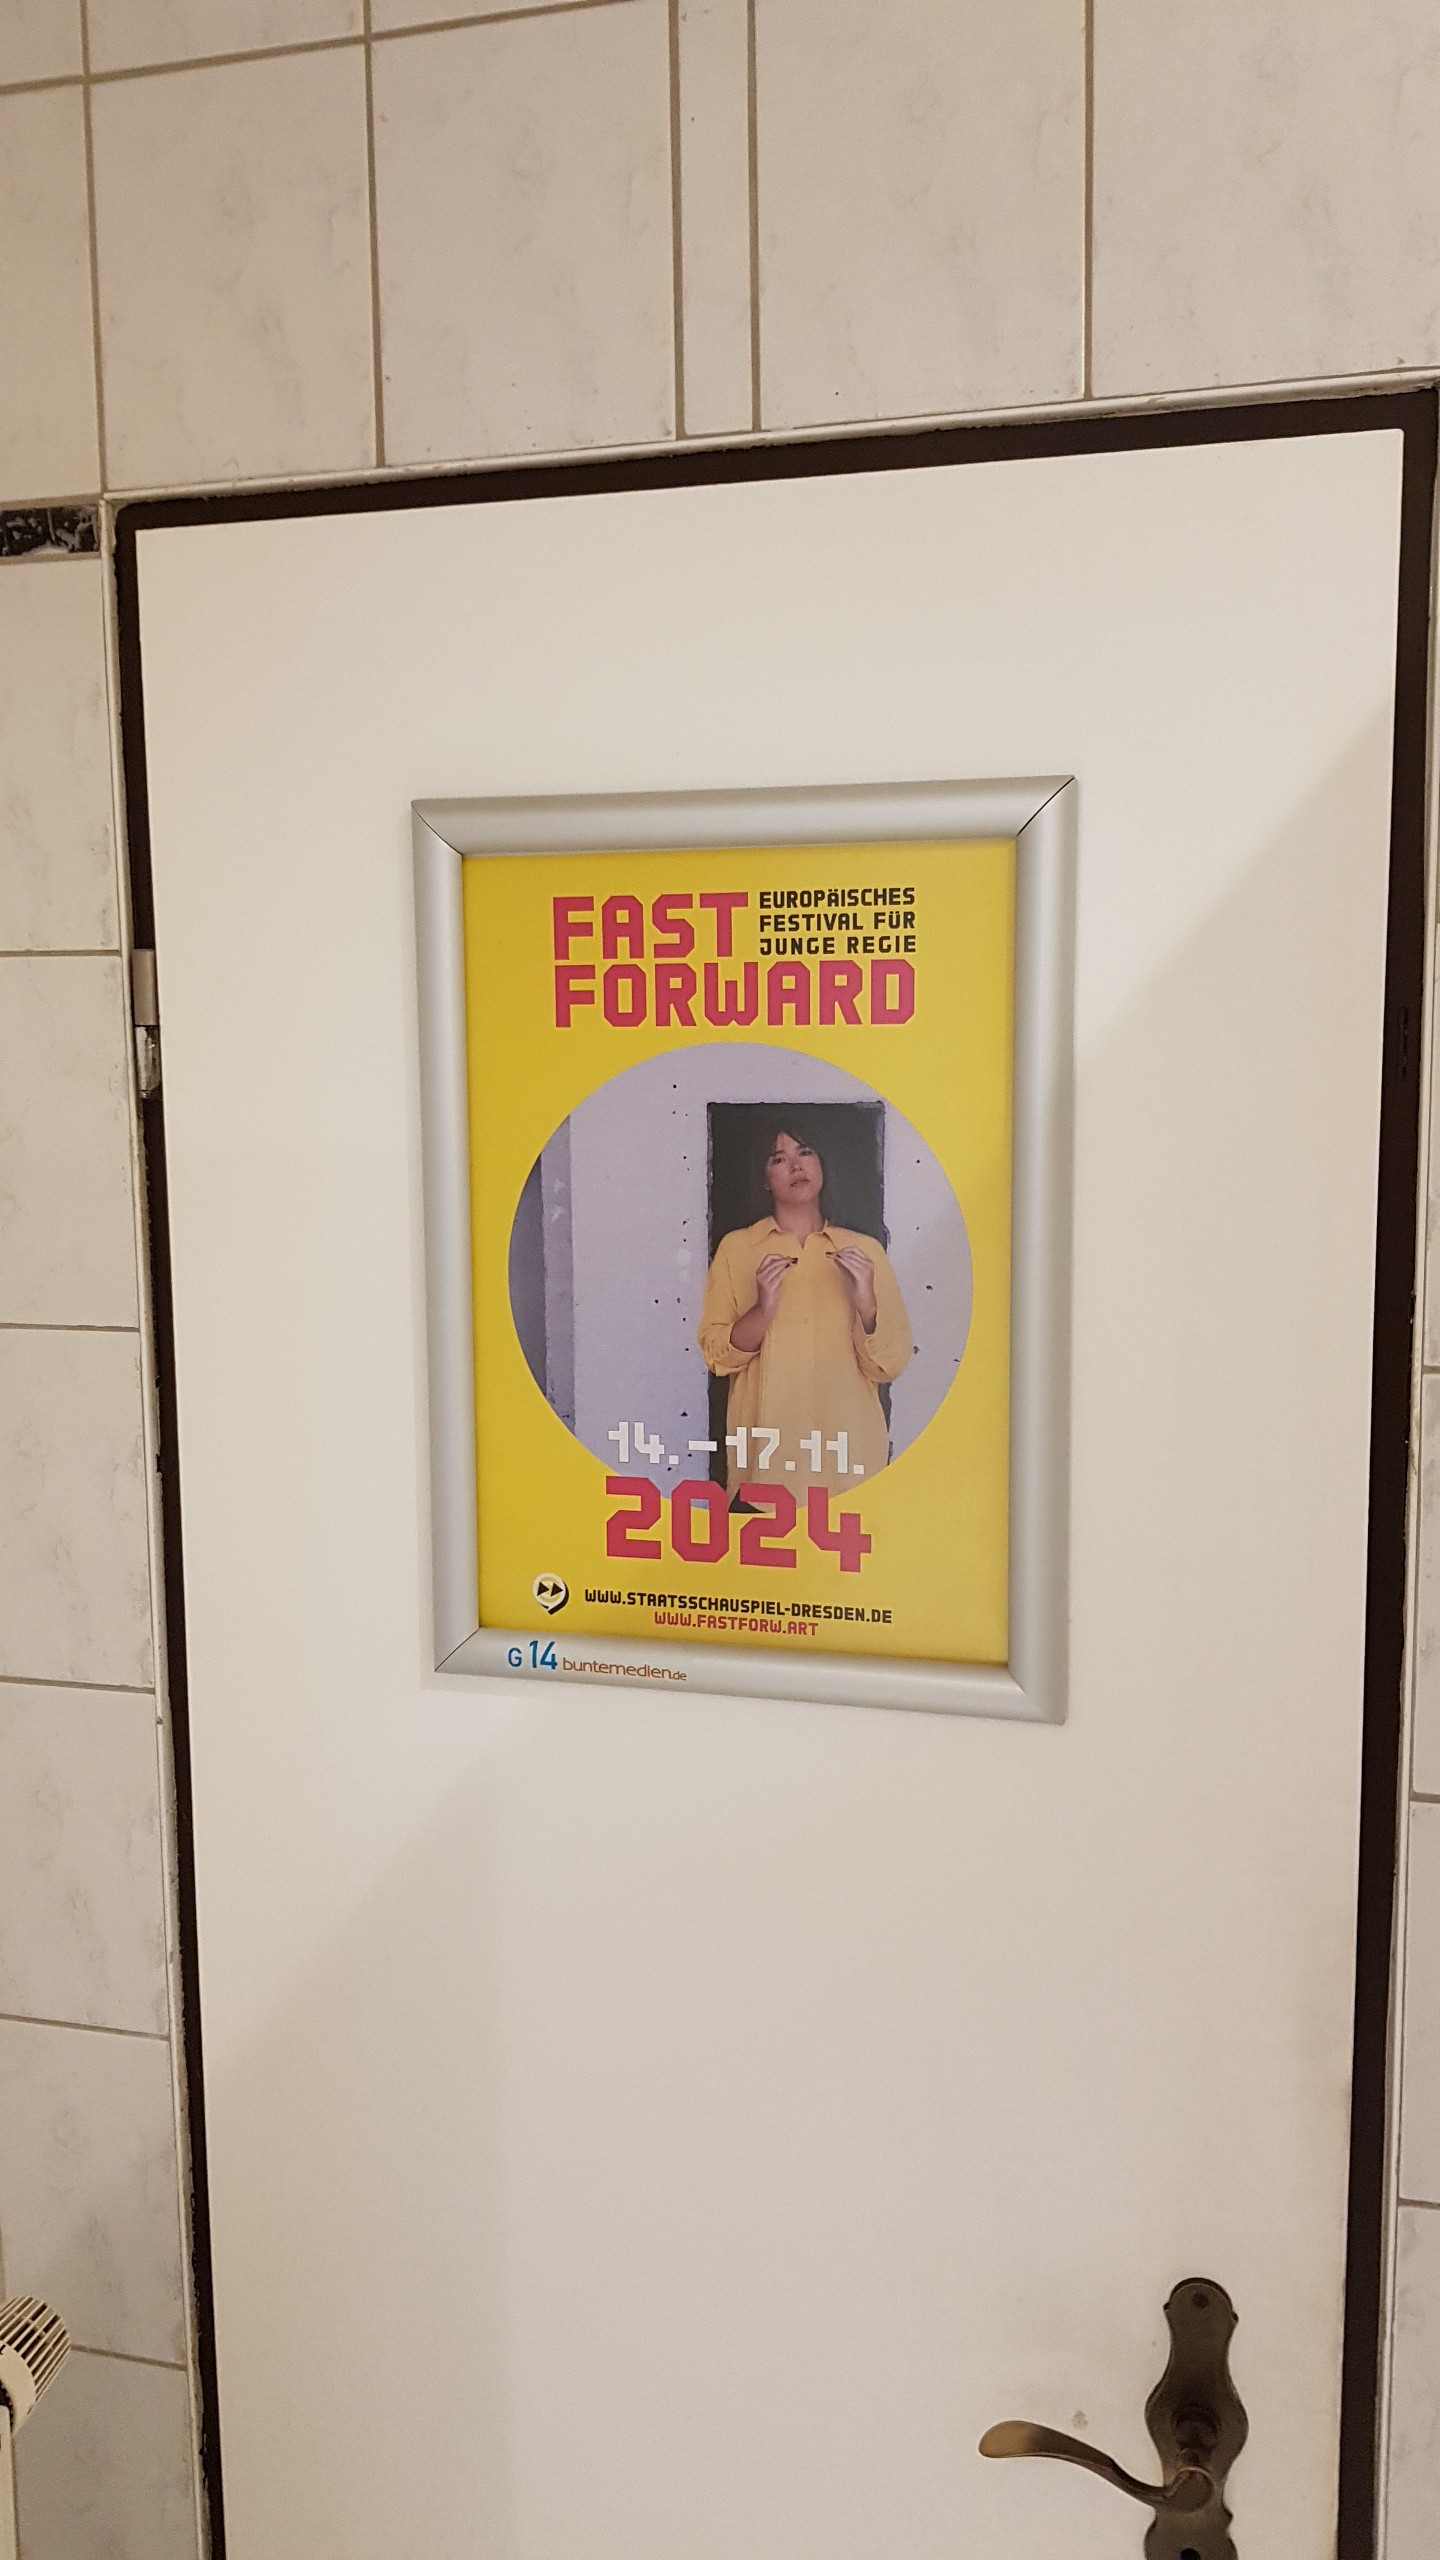 FAST
EUROPÄISCHES
FESTIVAL FÜR
JUNGE REGIE
FORWARD
14.-17.11.
2024
WWW.STAATSSCHAUSPIEL-DRESDEN.DE
WWW.FASTFORW.ART
G 14 buntemedien.de